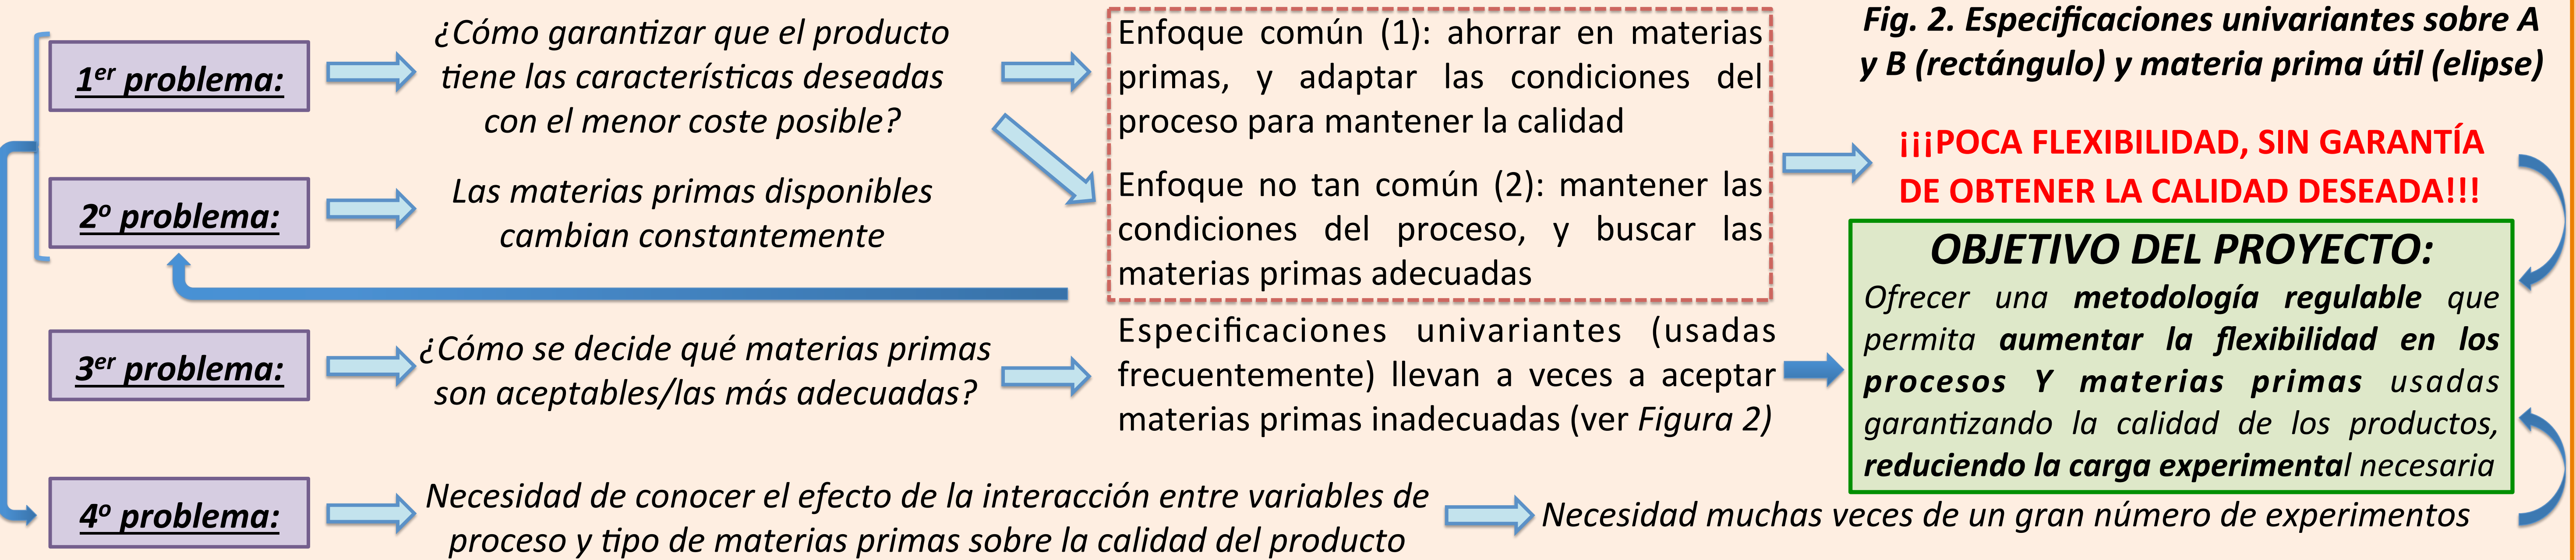 1er problema:
¿Cómo garantizar que el producto
tiene las características deseadas
con el menor coste posible?
Enfoque común (1): ahorrar en materias
primas, y adaptar las condiciones del
proceso para mantener la calidad
Enfoque no tan común (2): mantener las
condiciones del proceso, y buscar las
materias primas adecuadas
Fig. 2. Especificaciones univariantes sobre A
y B (rectángulo) y materia prima útil (elipse)
¡¡¡POCA FLEXIBILIDAD, SIN GARANTÍA
DE OBTENER LA CALIDAD DESEADA!!!
2o problema:
Las materias primas disponibles
cambian constantemente
3er problema:
¿Cómo se decide qué materias primas
son aceptables/las más adecuadas?
Especificaciones univariantes (usadas
frecuentemente) llevan a veces a aceptar
materias primas inadecuadas (ver Figura 2)
OBJETIVO DEL PROYECTO:
Ofrecer una metodología regulable que
permita aumentar la flexibilidad en los
procesos Y materias primas usadas
garantizando la calidad de los productos,
reduciendo la carga experimental necesaria
4o problema:
Necesidad de conocer el efecto de la interacción entre variables de
proceso y tipo de materias primas sobre la calidad del producto
Necesidad muchas veces de un gran número de experimentos